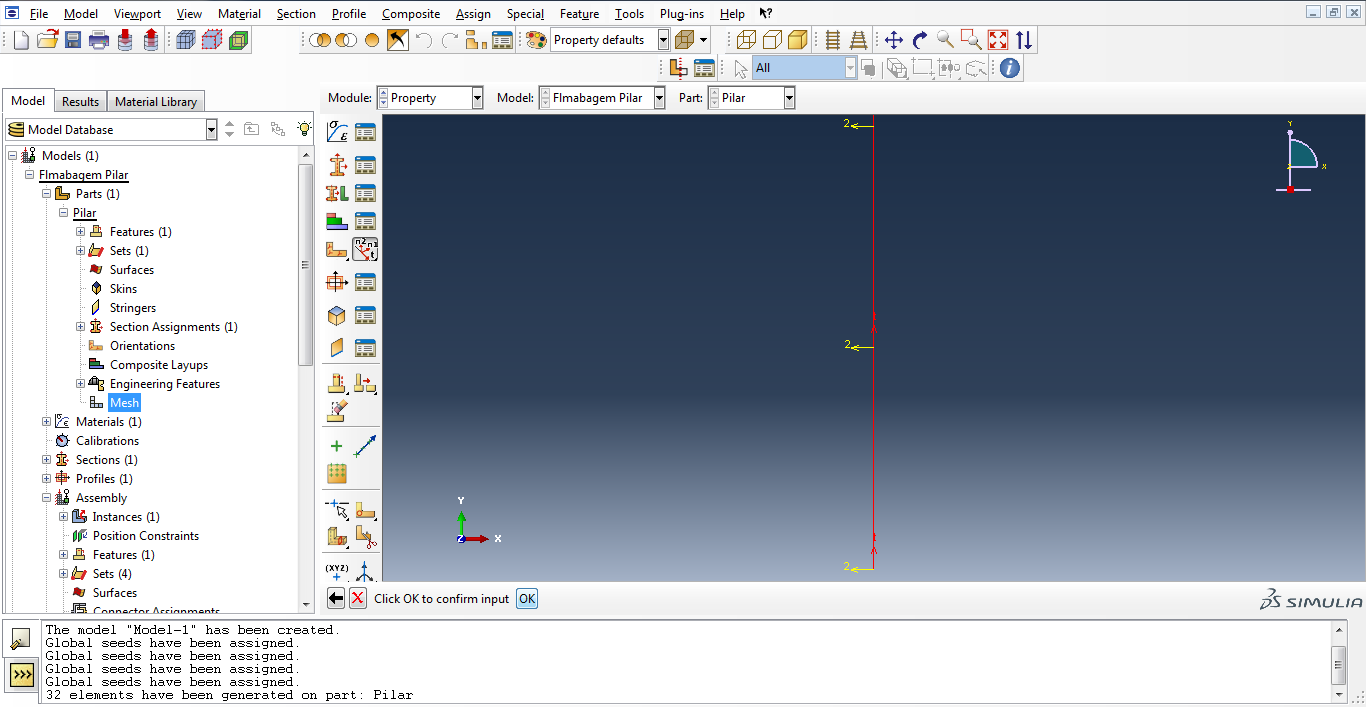 File Model Viewport View Material Section Profile Composite Assign Special Feature Tools Plug-ins Help
Property defaults
All
Model Results Material Library
Module: Property Model: Flmabagem Pilar Part: Pilar
Model Database
Models (1)
Flmabagem Pilar
Parts (1)
Pilar
Features (1)
Sets (1)
Surfaces
Skins
Stringers
Section Assignments (1)
Orientations
Composite Layups
Engineering Features
Mesh
Materials (1)
Calibrations
Sections (1)
Profiles (1)
Assembly
Instances (1)
Position Constraints
Features (1)
Sets (4)
Surfaces
Connector Assignments
(XYZ)
2
2
2
Y
X
Z
Y
X
Click OK to confirm input OK
SIMULIA
The model "Model-1" has been created.
Global seeds have been assigned.
Global seeds have been assigned.
Global seeds have been assigned.
Global seeds have been assigned.
32 elements have been generated on part: Pilar